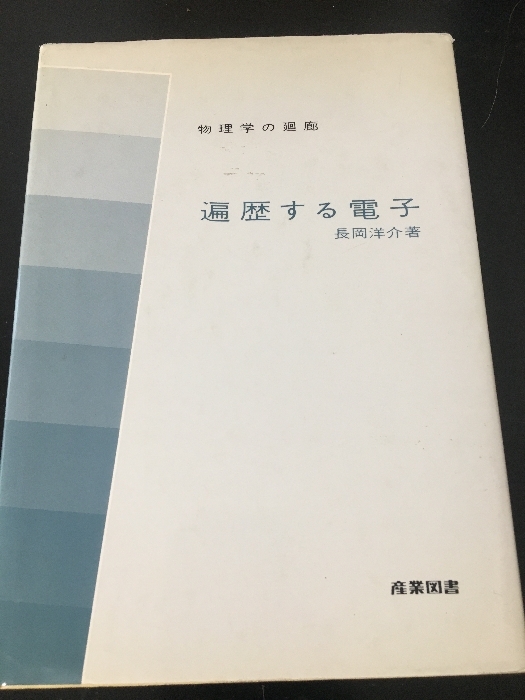 物理学の廻廊
遍歴する電子
長岡洋介著
産業図書